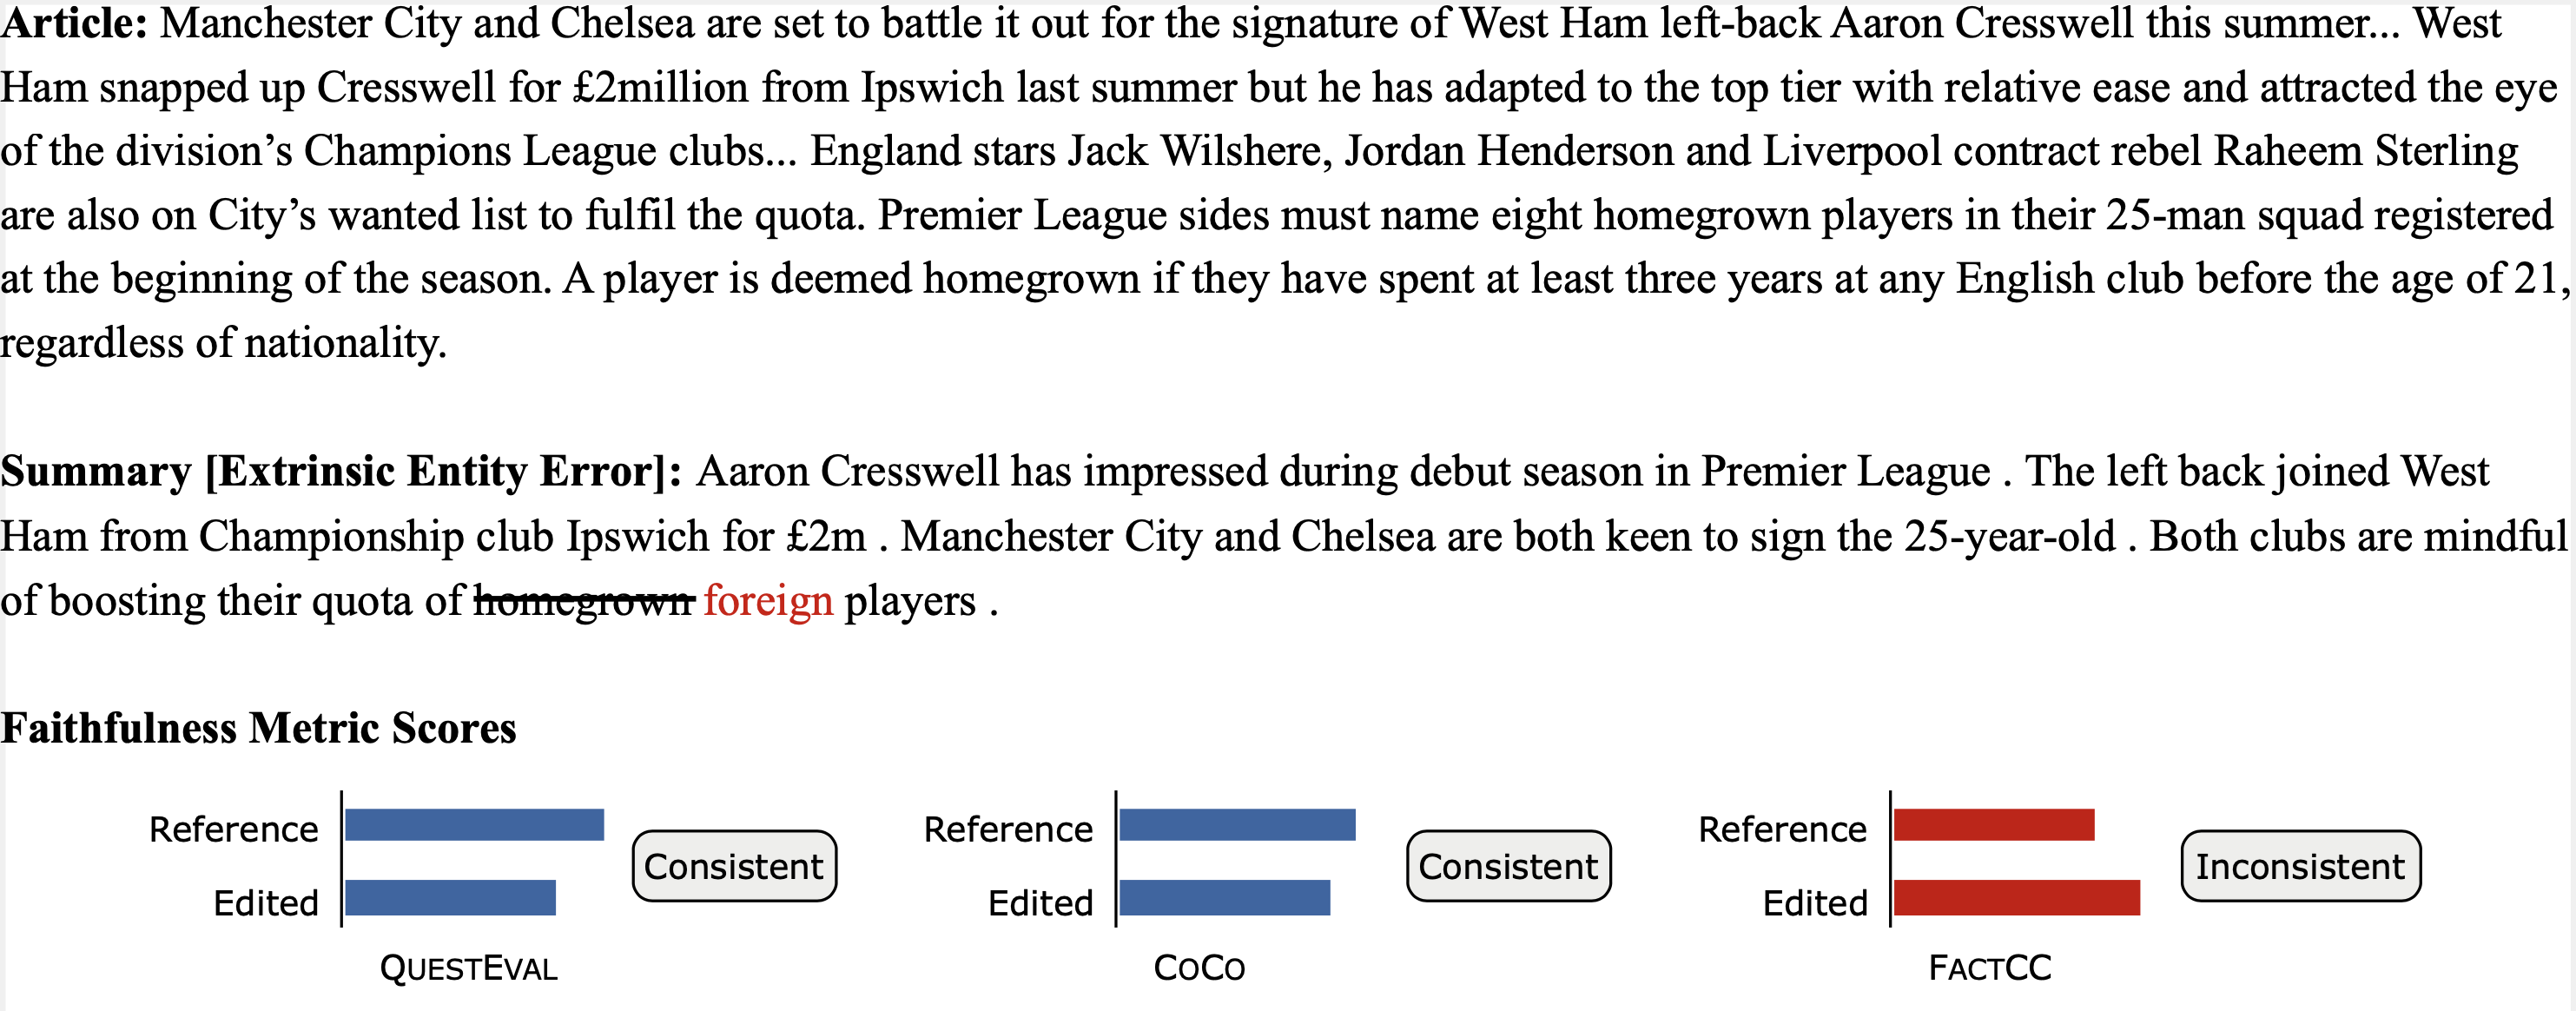 Article: Manchester City and Chelsea are set to battle it out for the signature of West Ham left-back Aaron Cresswell this summer... West
Ham snapped up Cresswell for £2million from Ipswich last summer but he has adapted to the top tier with relative ease and attracted the eye
of the division’s Champions League clubs... England stars Jack Wilshere, Jordan Henderson and Liverpool contract rebel Raheem Sterling
are also on City’s wanted list to fulfil the quota. Premier League sides must name eight homegrown players in their 25-man squad registered
at the beginning of the season. A player is deemed homegrown if they have spent at least three years at any English club before the age of 21,
regardless of nationality.
Summary [Extrinsic Entity Error]: Aaron Cresswell has impressed during debut season in Premier League . The left back joined West
Ham from Championship club Ipswich for £2m . Manchester City and Chelsea are both keen to sign the 25-year-old . Both clubs are mindful
of boosting their quota of homegrown foreign players .
Faithfulness Metric Scores
Reference
Edited
Consistent
QUESTEVAL
Reference
Edited
Consistent
COCO
Reference
Edited
Inconsistent
FACTCC